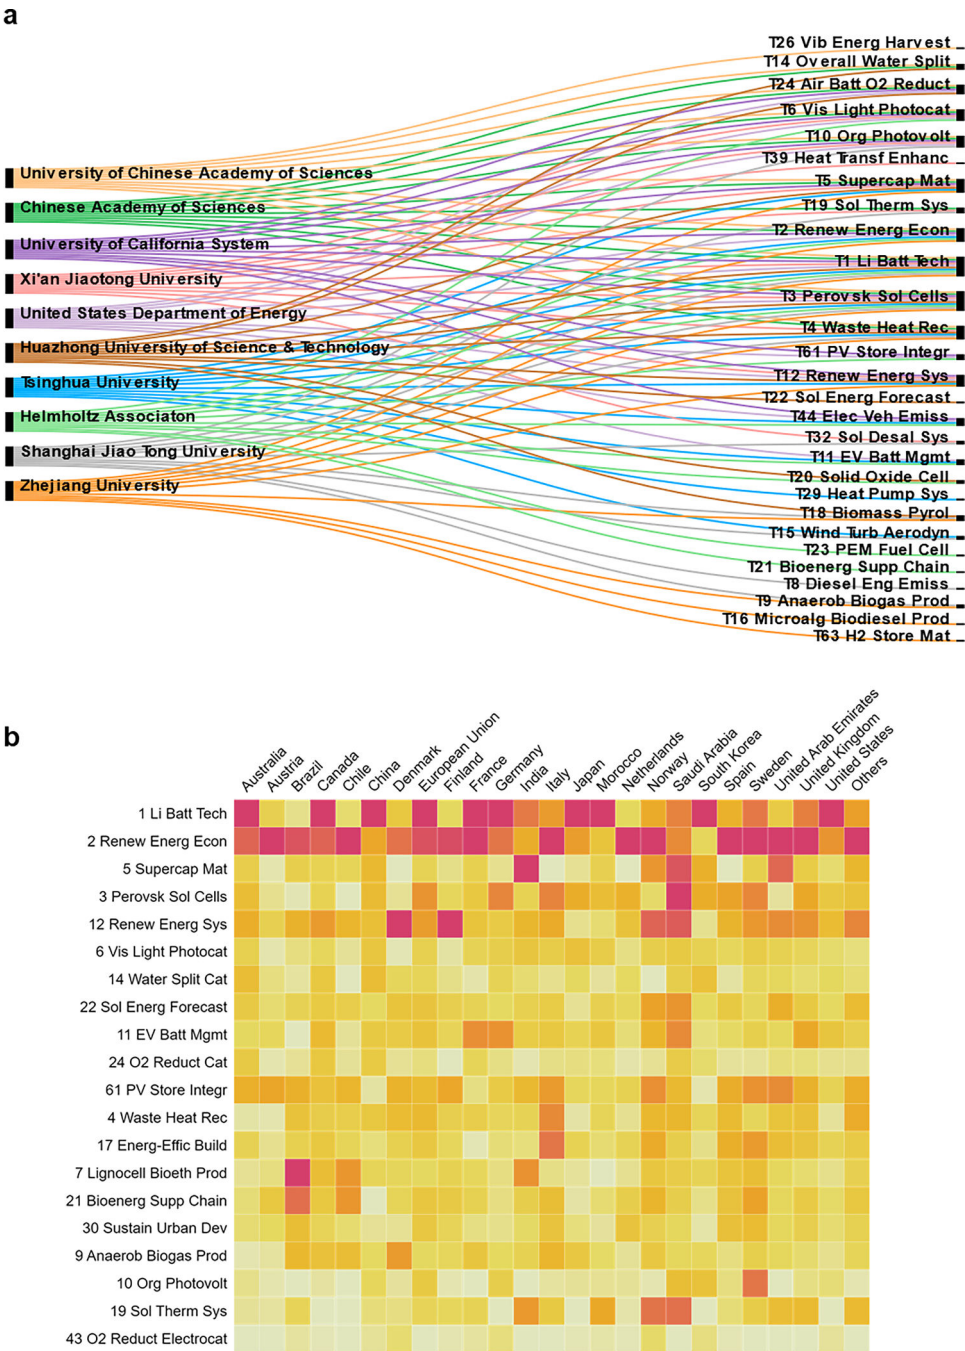 a
T26 Vib Energ Harvest
T14 Overall Water Split
T24 Air Batt O2 Reduct
T6 Vis Light Photocat
T10 Org Photovolt
T39 Heat Transf Enhanc
T5 Supercap Mat
T19 Sol Therm Sys
T2 Renew Energ Econ
T1 Li Batt Tech
T3 Perovsk Sol Cells
T4 Waste Heat Rec
T61 PV Store Integr
T12 Renew Energ Sys
T22 Sol Energ Forecast
T44 Elec Veh Emiss
T32 Sol Desal Sys
T11 EV Batt Mgmt
T20 Solid Oxide Cell
T29 Heat Pump Sys
T18 Biomass Pyrol
T15 Wind Turb Aerodyn
T23 PEM Fuel Cell
T21 Bioenerg Supp Chain
T8 Diesel Eng Emiss
T9 Anaerob Biogas Prod
T16 Microalg Biodiesel Prod
T63 H2 Store Mat
University of Chinese Academy of Sciences
Chinese Academy of Sciences
University of California System
Xi'an Jiaotong University
United States Department of Energy
Huazhong University of Science & Technology
Tsinghua University
Helmholtz Associaton
Shanghai Jiao Tong University
Zhejiang University
b
Australia
Austria
Brazil
Canada
Chile
China
Denmark
European Union
Finland
France
Germany
India
Italy
Japan
Morocco
Netherlands
Norway
Saudi Arabia
South Korea
Spain
Sweden
United Arab Emirates
United Kingdom
United States
Others
1 Li Batt Tech
2 Renew Energ Econ
5 Supercap Mat
3 Perovsk Sol Cells
12 Renew Energ Sys
6 Vis Light Photocat
14 Water Split Cat
22 Sol Energ Forecast
11 EV Batt Mgmt
24 O2 Reduct Cat
61 PV Store Integr
4 Waste Heat Rec
17 Energ-Effic Build
7 Lignocell Bioeth Prod
21 Bioenerg Supp Chain
30 Sustain Urban Dev
9 Anaerob Biogas Prod
10 Org Photovolt
19 Sol Therm Sys
43 O2 Reduct Electrocat